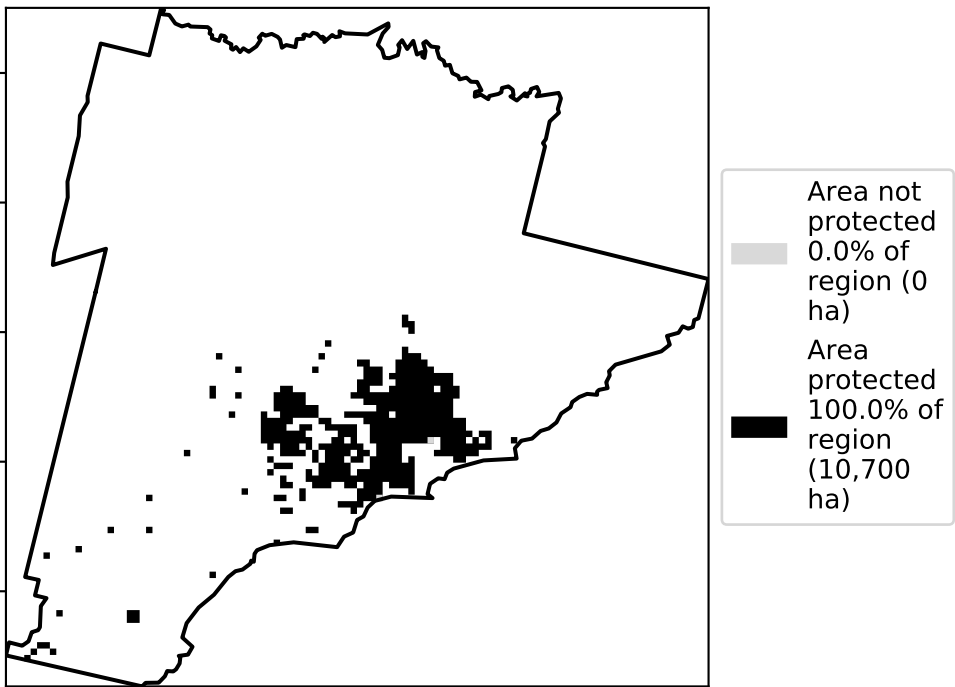 Area not
protected
0.0% of
region (0
ha)
Area
protected
100.0% of
region
(10,700
ha)